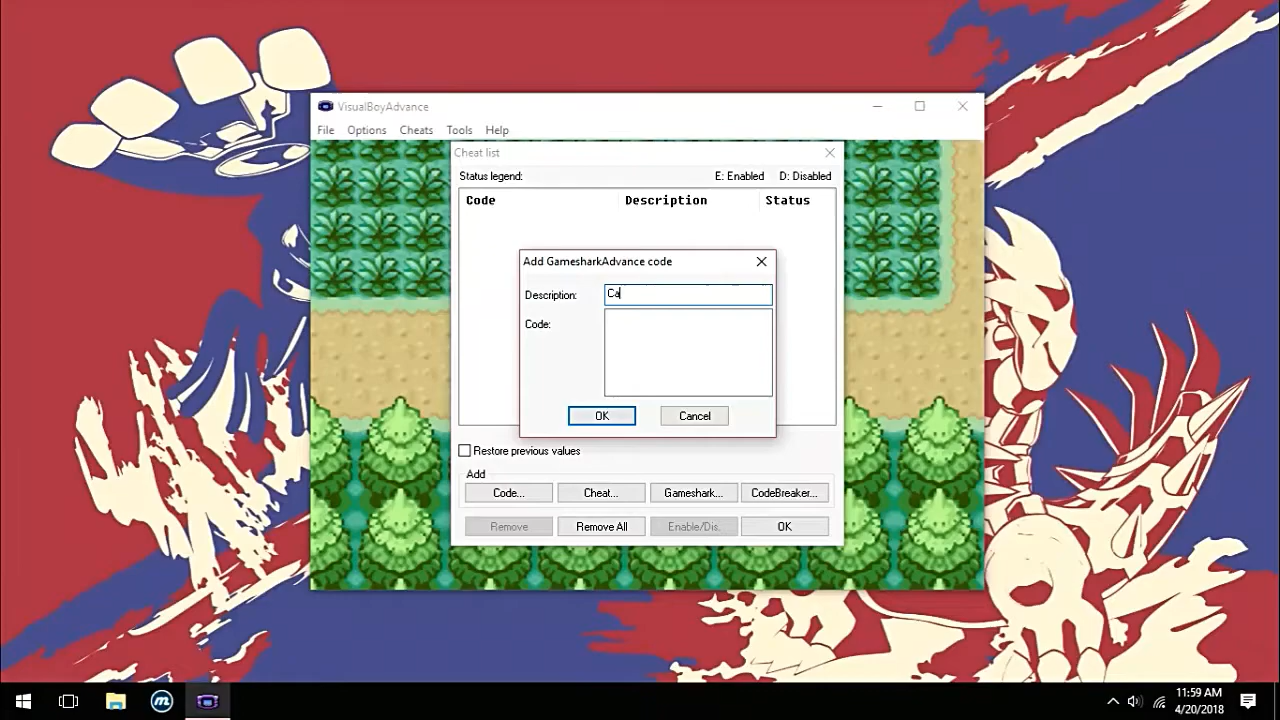 VisualBoyAdvance
File Options Cheats Tools Help
Cheat list
Status legend: E: Enabled D: Disabled
Code Description Status
Add GamesharkAdvance code
Description: Ca
Code:
OK Cancel
Restore previous values
Add
Code... Cheat... Gameshark... CodeBreaker...
Remove Remove All Enable/Dis. OK
11:59 AM
4/20/2018